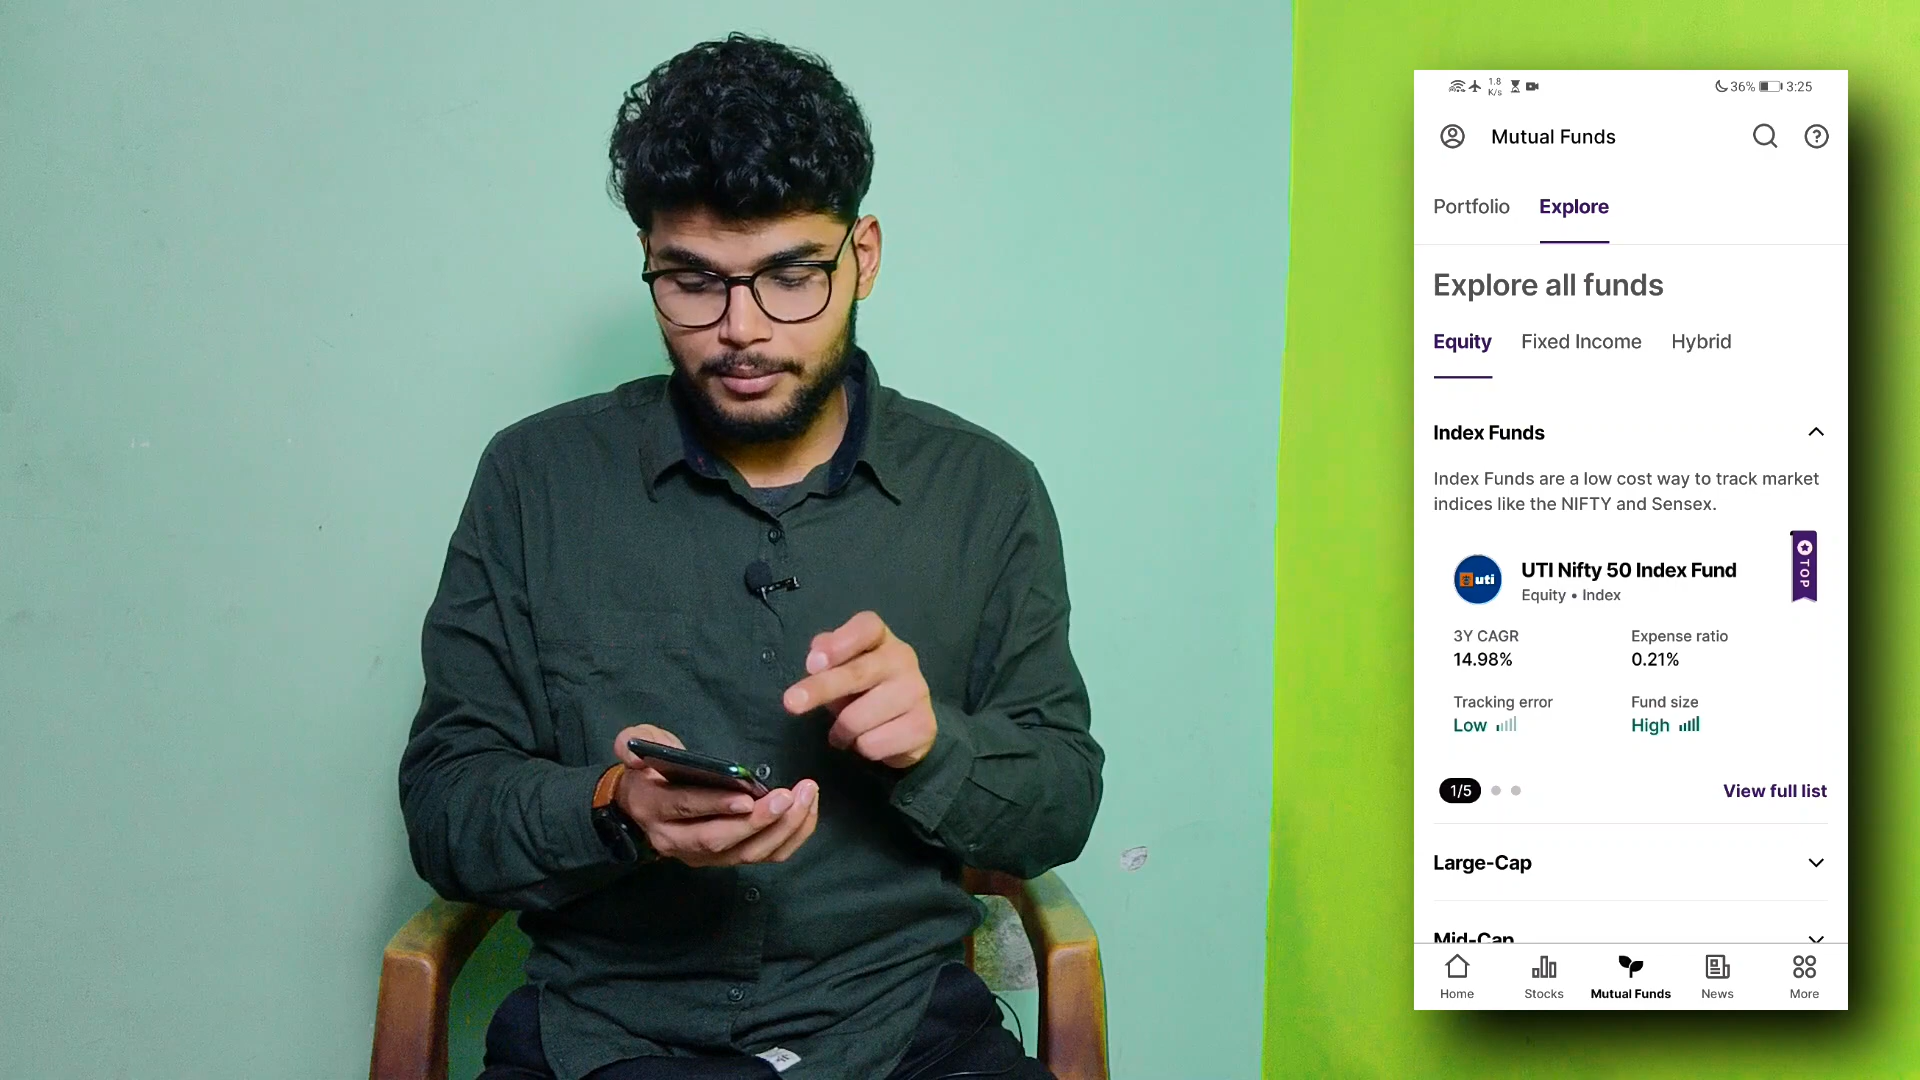 1.8
K/s
36%
3:25
Mutual Funds
Portfolio
Explore
Explore all funds
Equity
Fixed Income
Hybrid
Index Funds
Index Funds are a low cost way to track market
indices like the NIFTY and Sensex.
TOP
uti
UTI Nifty 50 Index Fund
Equity • Index
3Y CAGR
Expense ratio
14.98%
0.21%
Tracking error
Fund size
Low
High
1/5
View full list
Large-Cap
Mid-Cap
Home
Stocks
Mutual Funds
News
More